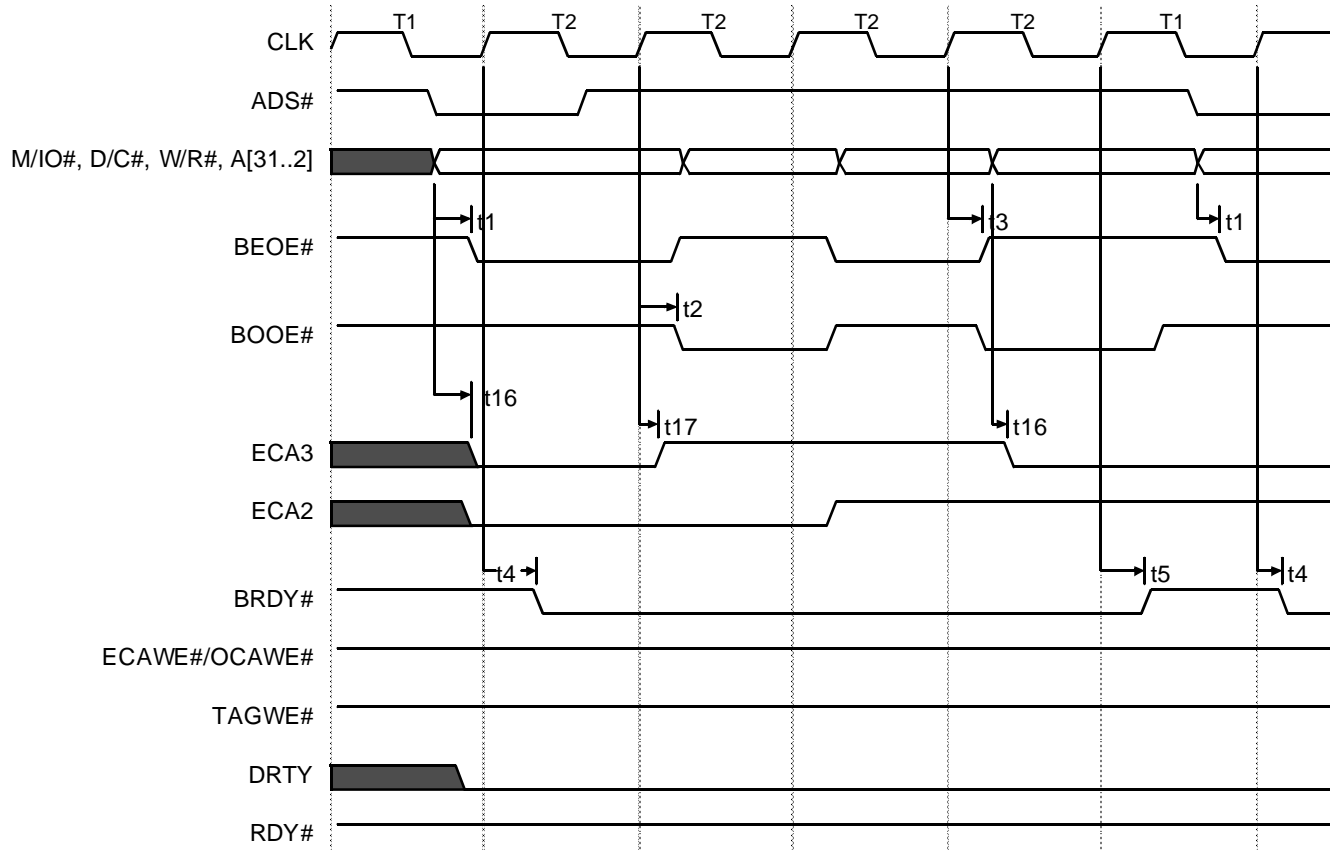 T1 T2 T2 T2 T2 T1
CLK
ADS#
M/IO#, D/C#, W/R#, A[31..2]
t1 t3 t1
BEOE#
t2
BOOE#
t16
t17 t16
ECA3
ECA2
t4 t5 t4
BRDY#
ECAWE#/OCAWE#
TAGWE#
DRTY
RDY#